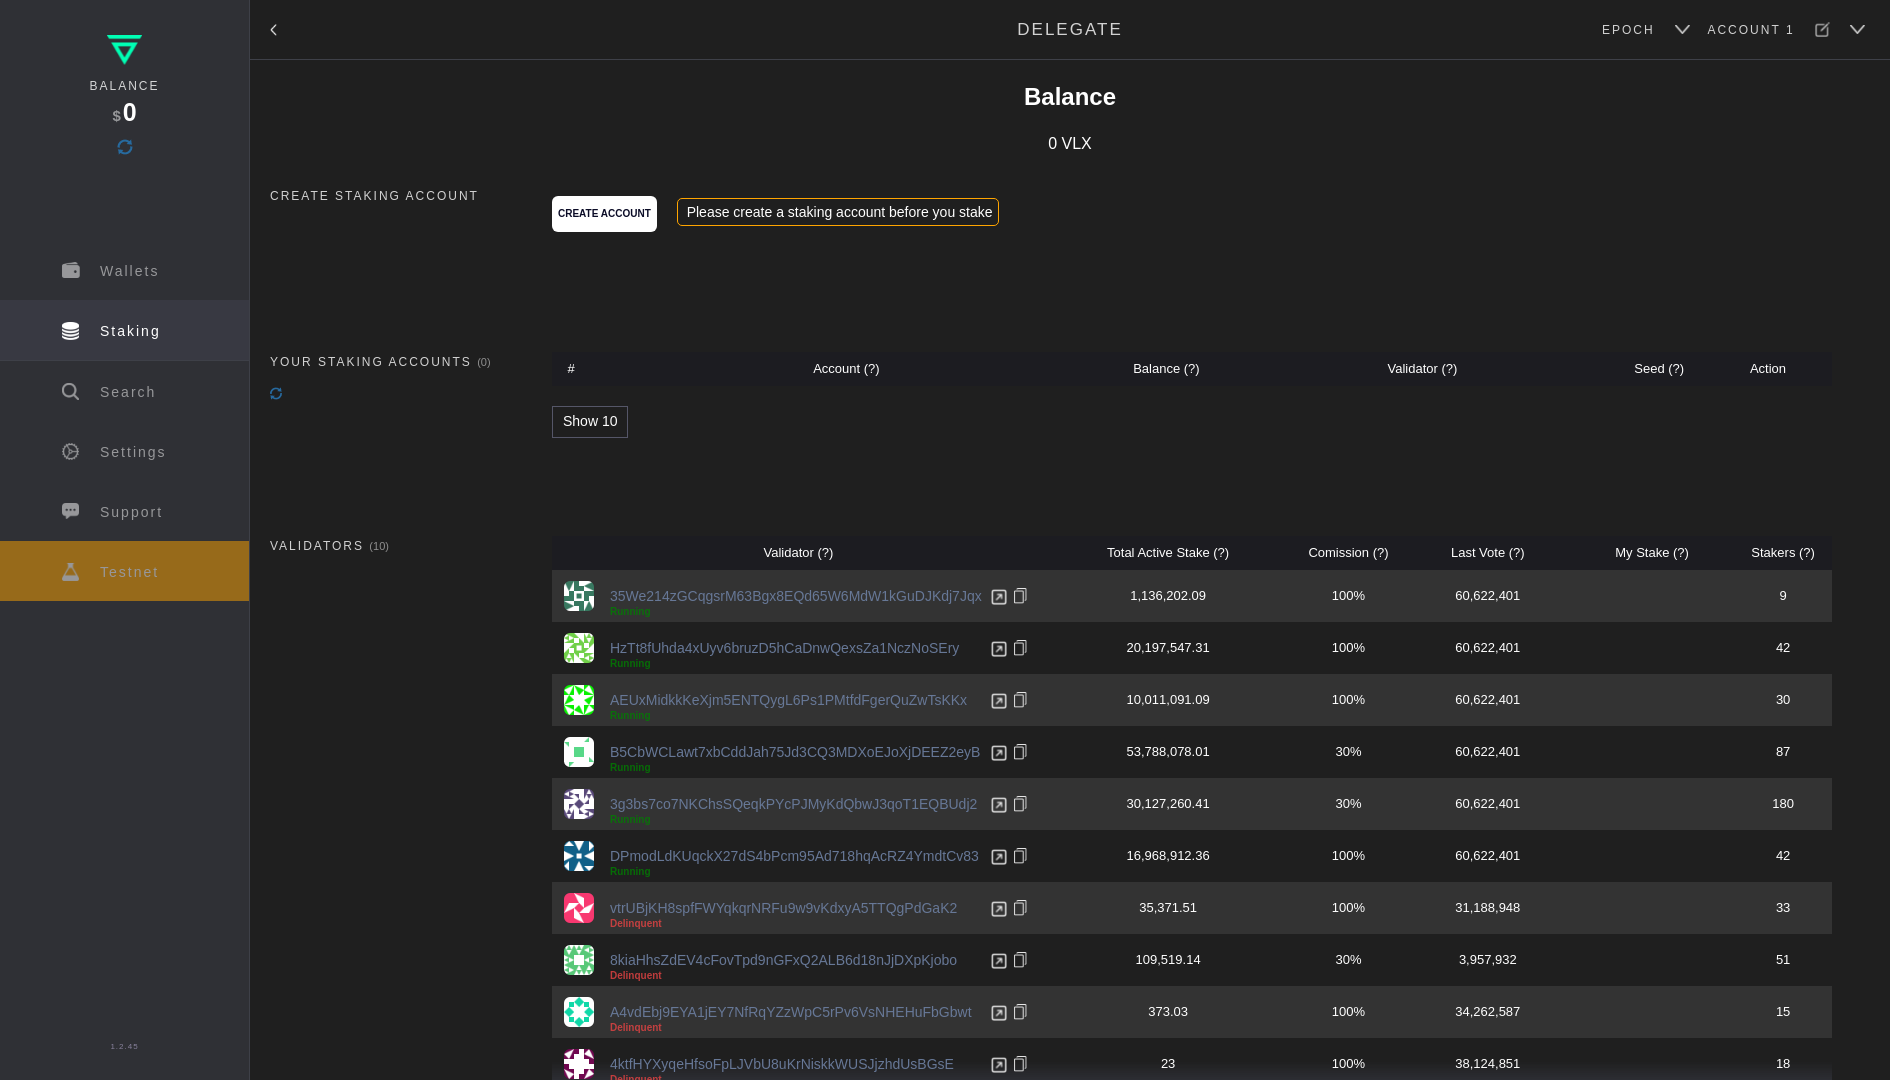 BALANCE
$0
Wallets
Staking
Search
Settings
Support
Testnet
1.2.45
DELEGATE
EPOCH
ACCOUNT 1
Balance
0 VLX
CREATE STAKING ACCOUNT
CREATE ACCOUNT
Please create a staking account before you stake
YOUR STAKING ACCOUNTS (0)
# Account (?) Balance (?) Validator (?) Seed (?) Action
Show 10
VALIDATORS (10)
Validator (?) Total Active Stake (?) Comission (?) Last Vote (?) My Stake (?) Stakers (?)
35We214zGCqgsrM63Bgx8EQd65W6MdW1kGuDJKdj7Jqx 1,136,202.09 100% 60,622,401 9
Running
HzTt8fUhda4xUyv6bruzD5hCaDnwQexsZa1NczNoSEry 20,197,547.31 100% 60,622,401 42
Running
AEUxMidkkKeXjm5ENTQygL6Ps1PMtfdFgerQuZwTsKKx 10,011,091.09 100% 60,622,401 30
Running
B5CbWCLawt7xbCddJah75Jd3CQ3MDXoEJoXjDEEZ2eyB 53,788,078.01 30% 60,622,401 87
Running
3g3bs7co7NKChsSQeqkPYcPJMyKdQbwJ3qoT1EQBUdj2 30,127,260.41 30% 60,622,401 180
Running
DPmodLdKUqckX27dS4bPcm95Ad718hqAcRZ4YmdtCv83 16,968,912.36 100% 60,622,401 42
Running
vtrUBjKH8spfFWYqkqrNRFu9w9vKdxyA5TTQgPdGaK2 35,371.51 100% 31,188,948 33
Delinquent
8kiaHhsZdEV4cFovTpd9nGFxQ2ALB6d18nJjDXpKjobo 109,519.14 30% 3,957,932 51
Delinquent
A4vdEbj9EYA1jEY7NfRqYZzWpC5rPv6VsNHEHuFbGbwt 373.03 100% 34,262,587 15
Delinquent
4ktfHYXyqeHfsoFpLJVbU8uKrNiskkWUSJjzhdUsBGsE 23 100% 38,124,851 18
Delinquent